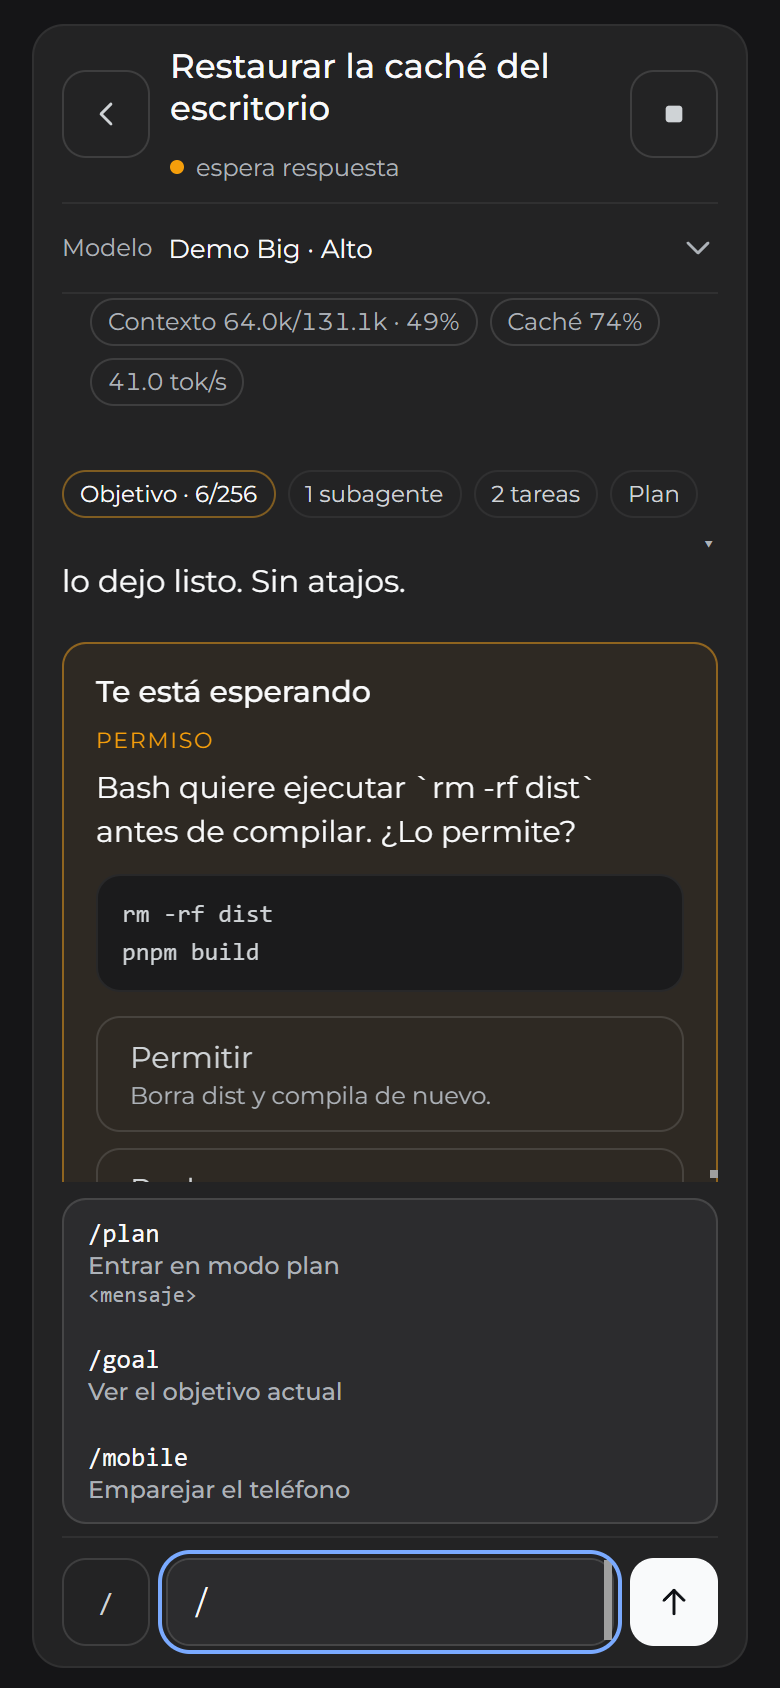 Restaurar la caché del
escritorio
espera respuesta
Modelo Demo Big · Alto
Contexto 64.0k/131.1k · 49% Caché 74%
41.0 tok/s
Objetivo · 6/256 1 subagente 2 tareas Plan
lo dejo listo. Sin atajos.
Te está esperando
PERMISO
Bash quiere ejecutar `rm -rf dist`
antes de compilar. ¿Lo permite?
rm -rf dist
pnpm build
Permitir
Borra dist y compila de nuevo.
/plan
Entrar en modo plan
<mensaje>
/goal
Ver el objetivo actual
/mobile
Emparejar el teléfono
/ /